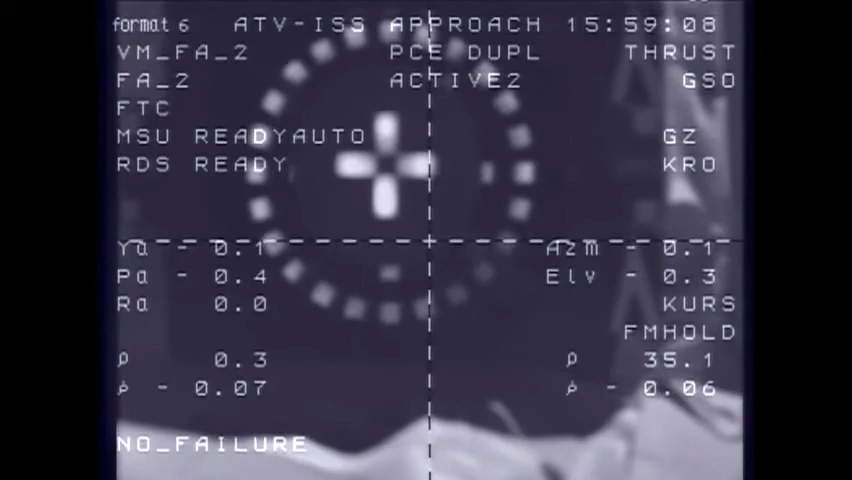 format 6 ATV-ISS APPROACH 15:59:08
VM_FA_2 PCE DUPL THRUST
FA_2 ACTIVE2 GSO
FTC
MSU READYAUTO GZ
RDS READY KRO
Ya - 0.1 Azm - 0.1
Pa - 0.4 Elv - 0.3
Ra 0.0 KURS
FMHOLD
ρ 0.3 ρ 35.1
ρ̇ - 0.07 ρ̇ - 0.06
NO_FAILURE